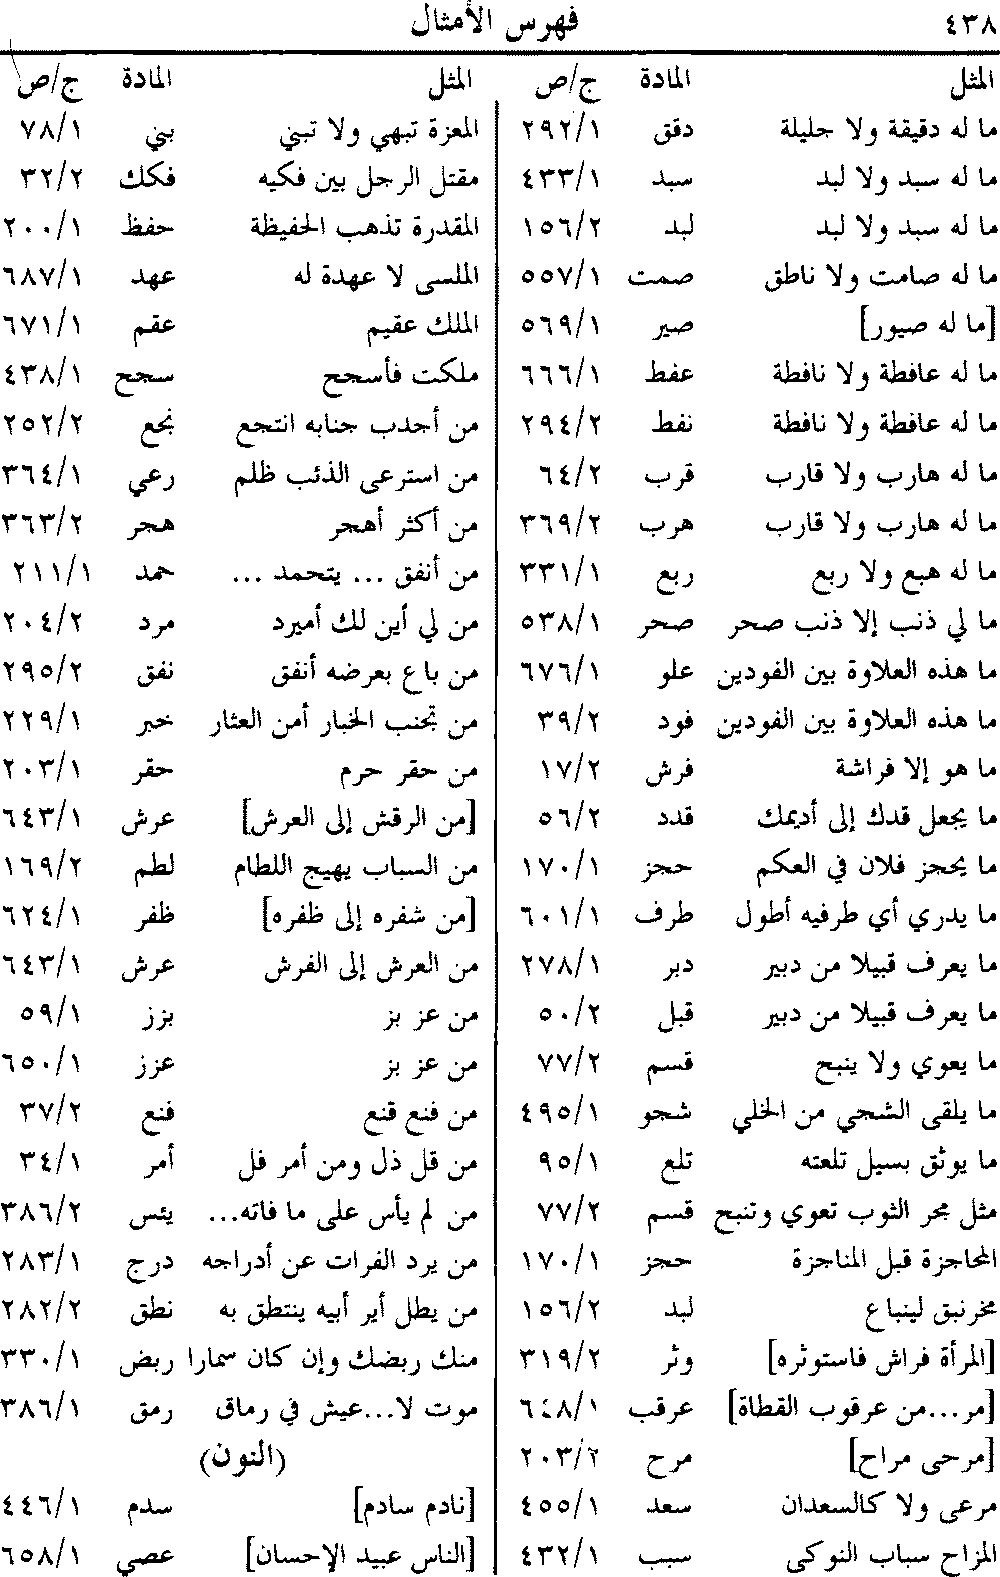 ٤٣٨
فهرس الأمثال
المثل المادة ج/ص
ما له دقيقة ولا جليلة دقق ٢٩٢/١
ما له سبد ولا لبد سبد ٤٣٣/١
ما له سبد ولا لبد لبد ١٥٦/٢
ما له صامت ولا ناطق صمت ٥٥٧/١
[ما له صيور] صير ٥٦٩/١
ما له عافطة ولا نافطة عفط ٦٦٦/١
ما له عافطة ولا نافطة نفط ٢٩٤/٢
ما له هارب ولا قارب قرب ٦٤/٢
ما له هارب ولا قارب هرب ٣٦٩/٢
ما له هبع ولا ربع ربع ٣٣١/١
ما لي ذنب إلا ذنب صحر صحر ٥٣٨/١
ما هذه العلاوة بين الفودين علو ٦٧٦/١
ما هذه العلاوة بين الفودين فود ٣٩/٢
ما هو إلا فراشة فرش ١٧/٢
ما يجعل قدك إلى أديمك قدد ٥٦/٢
ما يحجز فلان في العكم حجز ١٧٠/١
ما يدري أي طرفيه أطول طرف ٦٠١/١
ما يعرف قبيلا من دبير دبر ٢٧٨/١
ما يعرف قبيلا من دبير قبل ٥٠/٢
ما يعوي ولا ينبح قسم ٧٧/٢
ما يلقى الشجي من الخلي شجو ٤٩٥/١
ما يوثق بسيل تلعته تلع ٩٥/١
مثل مجر الثوب تعوي وتنبح قسم ٧٧/٢
المحاجزة قبل المناجزة حجز ١٧٠/١
مخرنبق لينباع لبد ١٥٦/٢
[المرأة فراش فاستوثره] وثر ٣١٩/٢
[مر...من عرقوب القطاة] عرقب ٦٤٨/١
[مرحى مراح] مرح ٢٠٣/٢
مرعى ولا كالسعدان سعد ٤٥٥/١
المزاح سباب النوكى سبب ٤٣٢/١
المثل المادة ج/ص
المعزة تبهي ولا تبني بني ٧٨/١
مقتل الرجل بين فكيه فكك ٣٢/٢
المقدرة تذهب الحفيظة حفظ ٢٠٠/١
الملسى لا عهدة له عهد ٦٨٧/١
الملك عقيم عقم ٦٧١/١
ملكت فأسجح سجح ٤٣٨/١
من أجدب جنابه انتجع نجع ٢٥٢/٢
من استرعى الذئب ظلم رعي ٣٦٤/١
من أكثر أهجر هجر ٣٦٣/٢
من أنفق ... يتحمد ... حمد ٢١١/١
من لي أين لك أميرد مرد ٢٠٤/٢
من باع بعرضه أنفق نفق ٢٩٥/٢
من تجنب الخبار أمن العثار خبر ٢٢٩/١
من حقر حرم حقر ٢٠٣/١
[من الرقش إلى العرش] عرش ٦٤٣/١
من السباب يهيج اللطام لطم ١٦٩/٢
[من شفره إلى ظفره] ظفر ٦٢٤/١
من العرش إلى الفرش عرش ٦٤٣/١
من عز بز بزز ٥٩/١
من عز بز عزز ٦٥٠/١
من فنع قنع فنع ٣٧/٢
من قل ذل ومن أمر فل أمر ٣٤/١
من لم يأس على ما فاته... يئس ٣٨٦/٢
من يرد الفرات عن أدراجه درج ٢٨٣/١
من يطل أير أبيه ينتطق به نطق ٢٨٢/٢
منك ربضك وإن كان سمارا ربض ٣٣٠/١
موت لا...عيش في رماق رمق ٣٨٦/١
(النون)
[نادم سادم] سدم ٤٤٦/١
[الناس عبيد الإحسان] عصي ٦٥٨/١